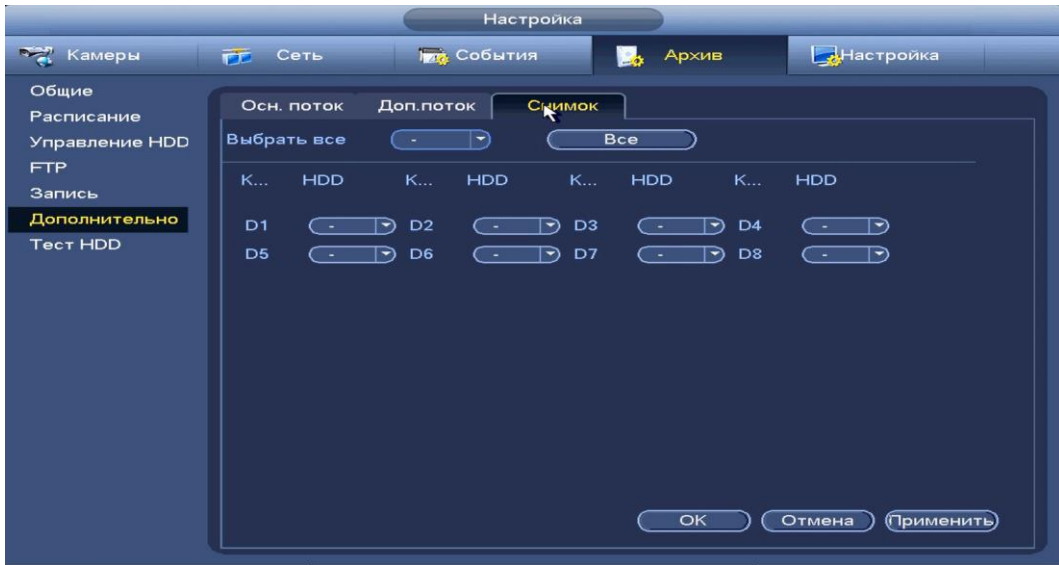 Настройка
Камеры Сеть События Архив Настройка
Общие
Расписание
Управление HDD
FTP
Запись
Дополнительно
Тест HDD
Осн. поток Доп.поток Снимок
Выбрать все - Все
К... HDD К... HDD К... HDD К... HDD
D1 - D2 - D3 - D4 -
D5 - D6 - D7 - D8 -
OK Отмена Применить